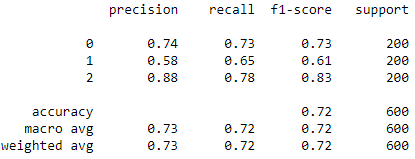 precision recall f1-score support
0 0.74 0.73 0.73 200
1 0.58 0.65 0.61 200
2 0.88 0.78 0.83 200
accuracy 0.72 600
macro avg 0.73 0.72 0.72 600
weighted avg 0.73 0.72 0.72 600